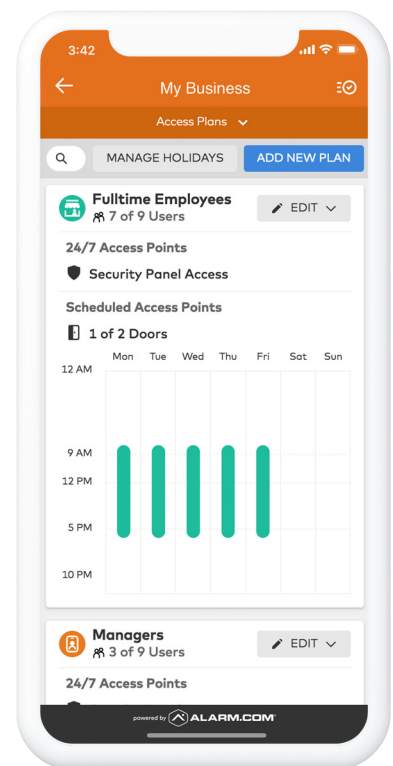 3:42
My Business
Access Plans
MANAGE HOLIDAYS ADD NEW PLAN
Fulltime Employees
7 of 9 Users
EDIT
24/7 Access Points
Security Panel Access
Scheduled Access Points
1 of 2 Doors
Mon Tue Wed Thu Fri Sat Sun
12 AM
9 AM
12 PM
5 PM
10 PM
Managers
3 of 9 Users
EDIT
24/7 Access Points
powered by ALARM.COM